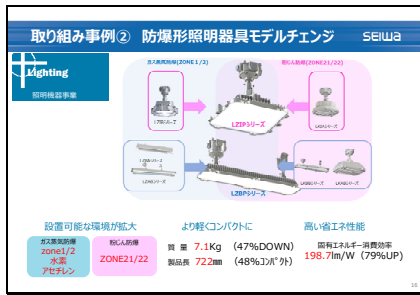 取り組み事例② 防爆形照明器具モデルチェンジ
SEIWA
Lighting
照明機器事業
ガス蒸気防爆(ZONE 1/2)
粉じん防爆(ZONE21/22)
LZIPシリーズ
LZBPシリーズ
設置可能な環境が拡大
より軽くコンパクトに
高い省エネ性能
ガス蒸気防爆
zone1/2
水素
アセチレン
粉じん防爆
ZONE21/22
質 量 7.1Kg (47%DOWN)
製品長 722mm (48%コンパクト)
固有エネルギー消費効率
198.7lm/W (79%UP)